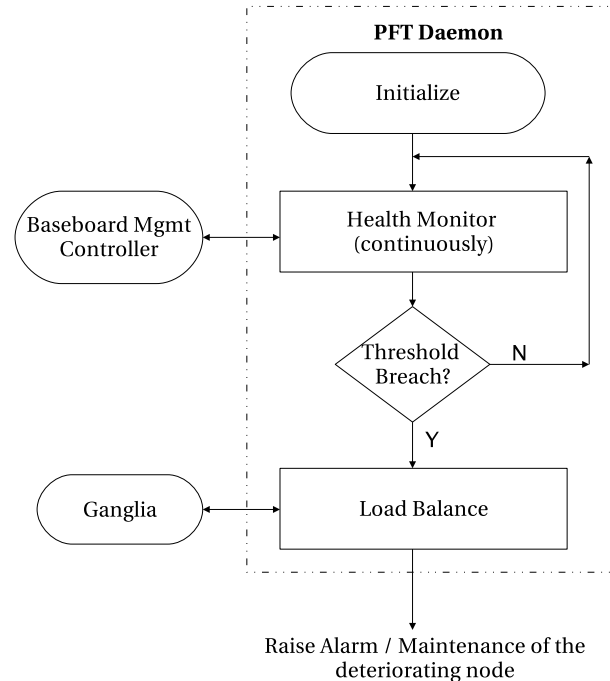 PFT Daemon
Initialize
Baseboard Mgmt
Controller
Health Monitor
(continuously)
Threshold
Breach?
N
Y
Ganglia
Load Balance
Raise Alarm / Maintenance of the
deteriorating node